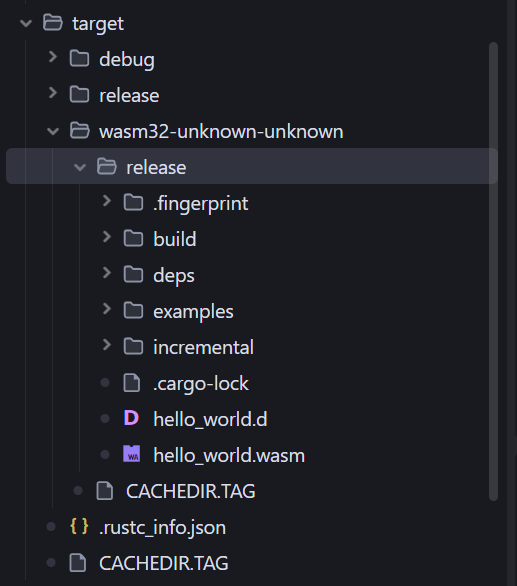 target
debug
release
wasm32-unknown-unknown
release
.fingerprint
build
deps
examples
incremental
.cargo-lock
D hello_world.d
WA hello_world.wasm
CACHEDIR.TAG
{} .rustc_info.json
CACHEDIR.TAG